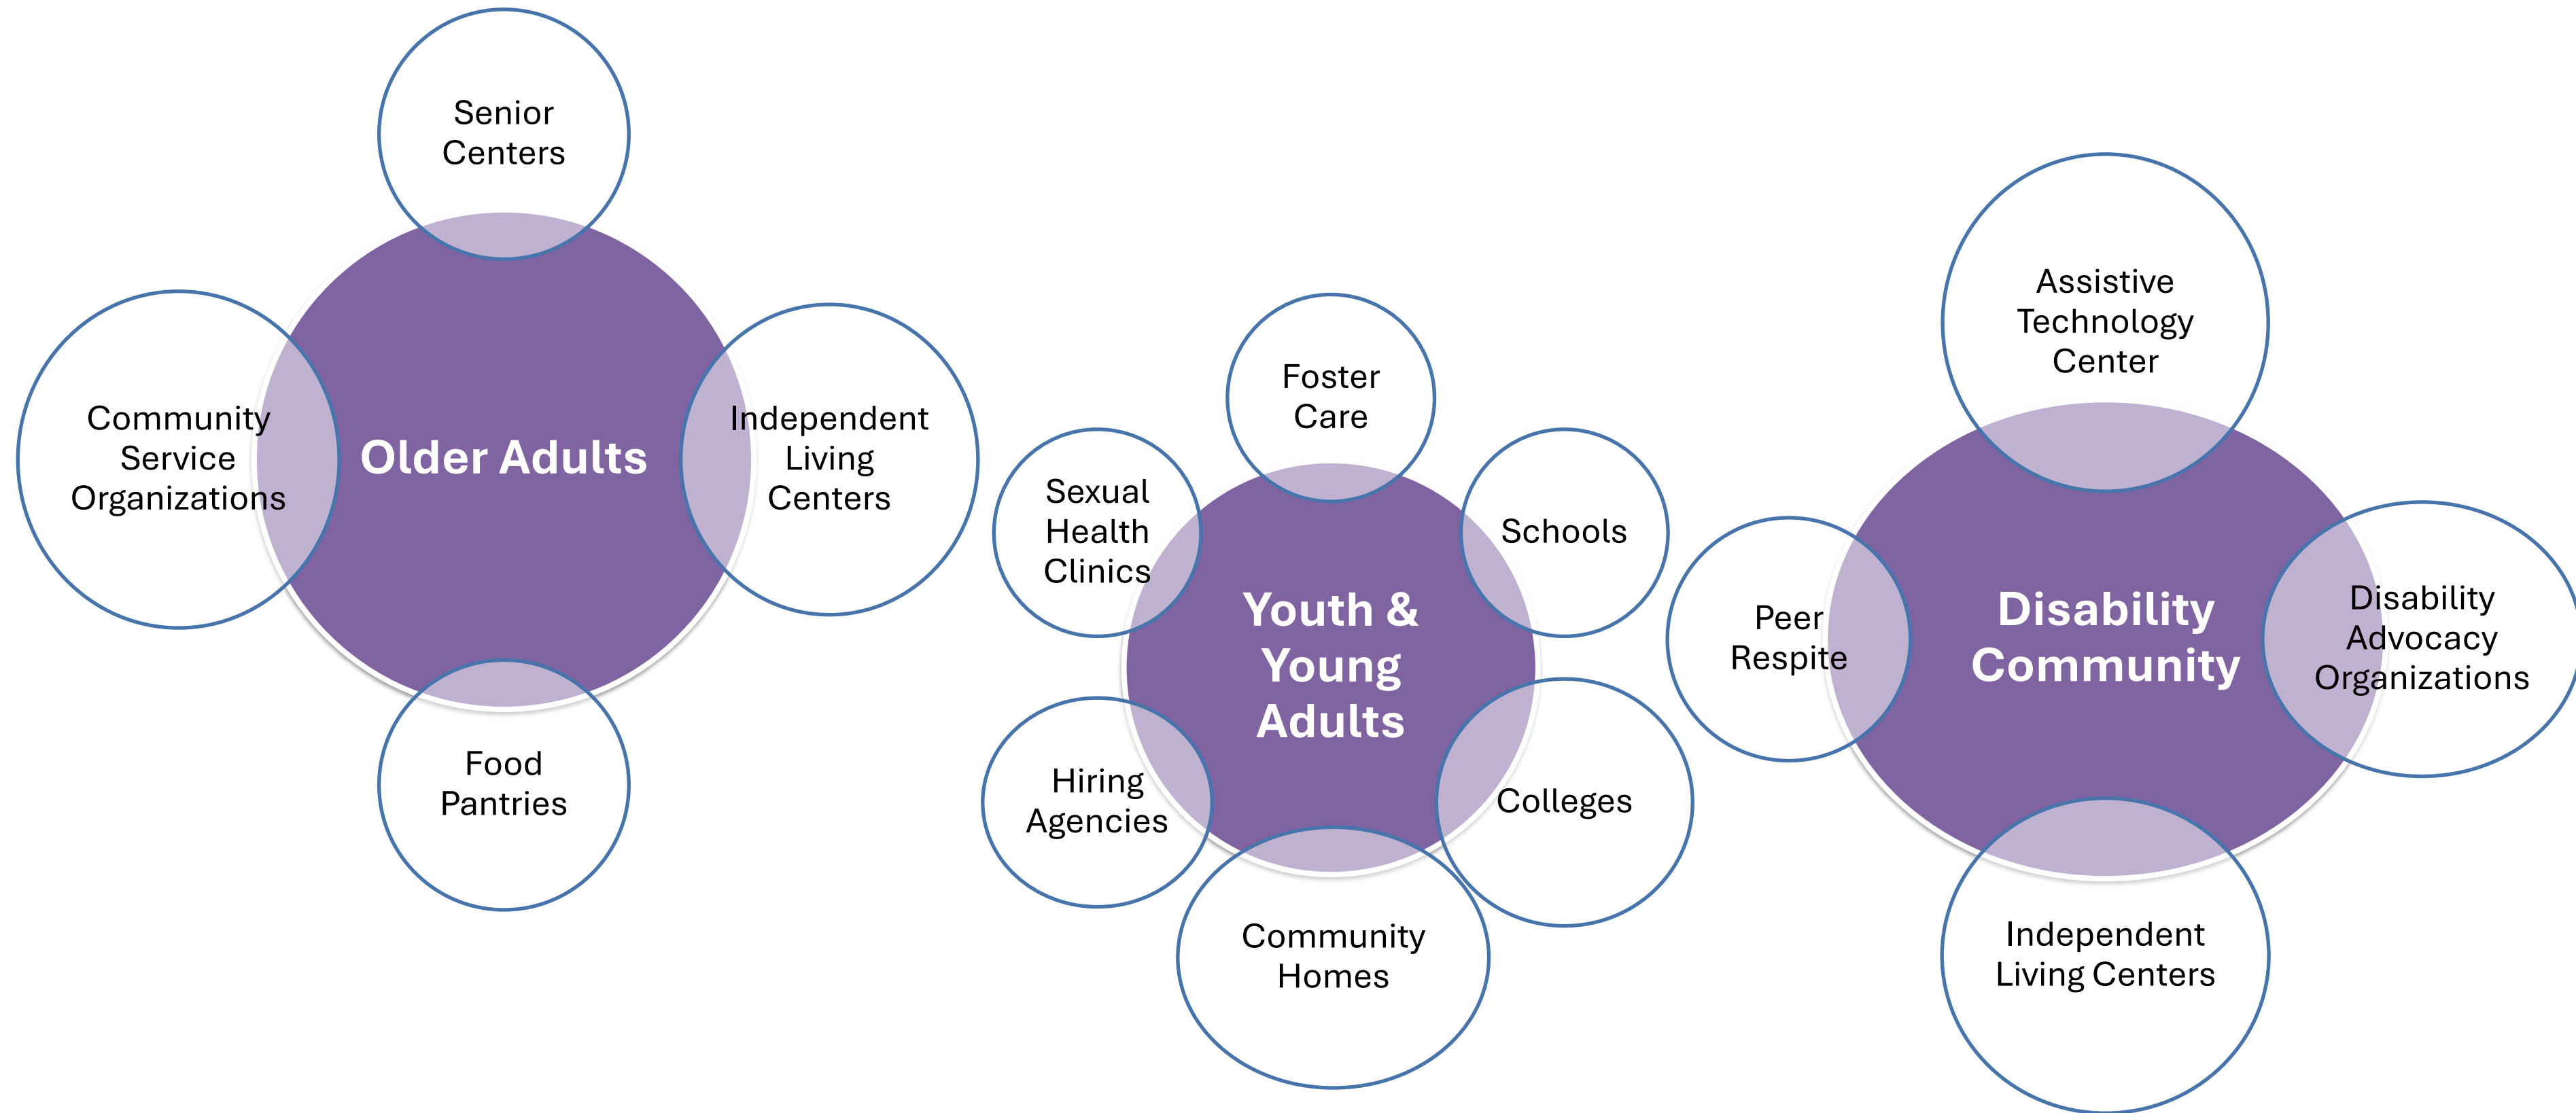 Senior
Centers
Community
Service
Organizations
Older Adults
Independent
Living
Centers
Food
Pantries
Foster
Care
Sexual
Health
Clinics
Schools
Youth &
Young
Adults
Hiring
Agencies
Colleges
Community
Homes
Assistive
Technology
Center
Peer
Respite
Disability
Community
Disability
Advocacy
Organizations
Independent
Living Centers